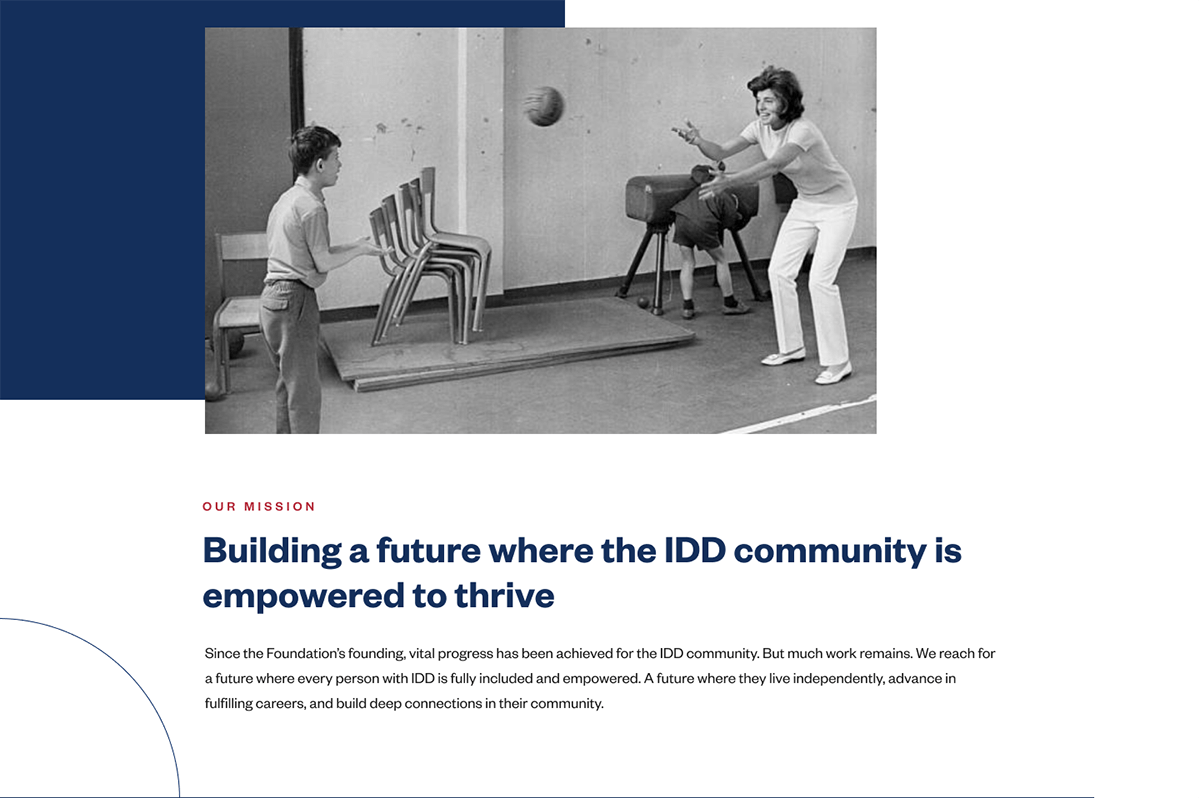 OUR MISSION
Building a future where the IDD community is
empowered to thrive
Since the Foundation’s founding, vital progress has been achieved for the IDD community. But much work remains. We reach for
a future where every person with IDD is fully included and empowered. A future where they live independently, advance in
fulfilling careers, and build deep connections in their community.